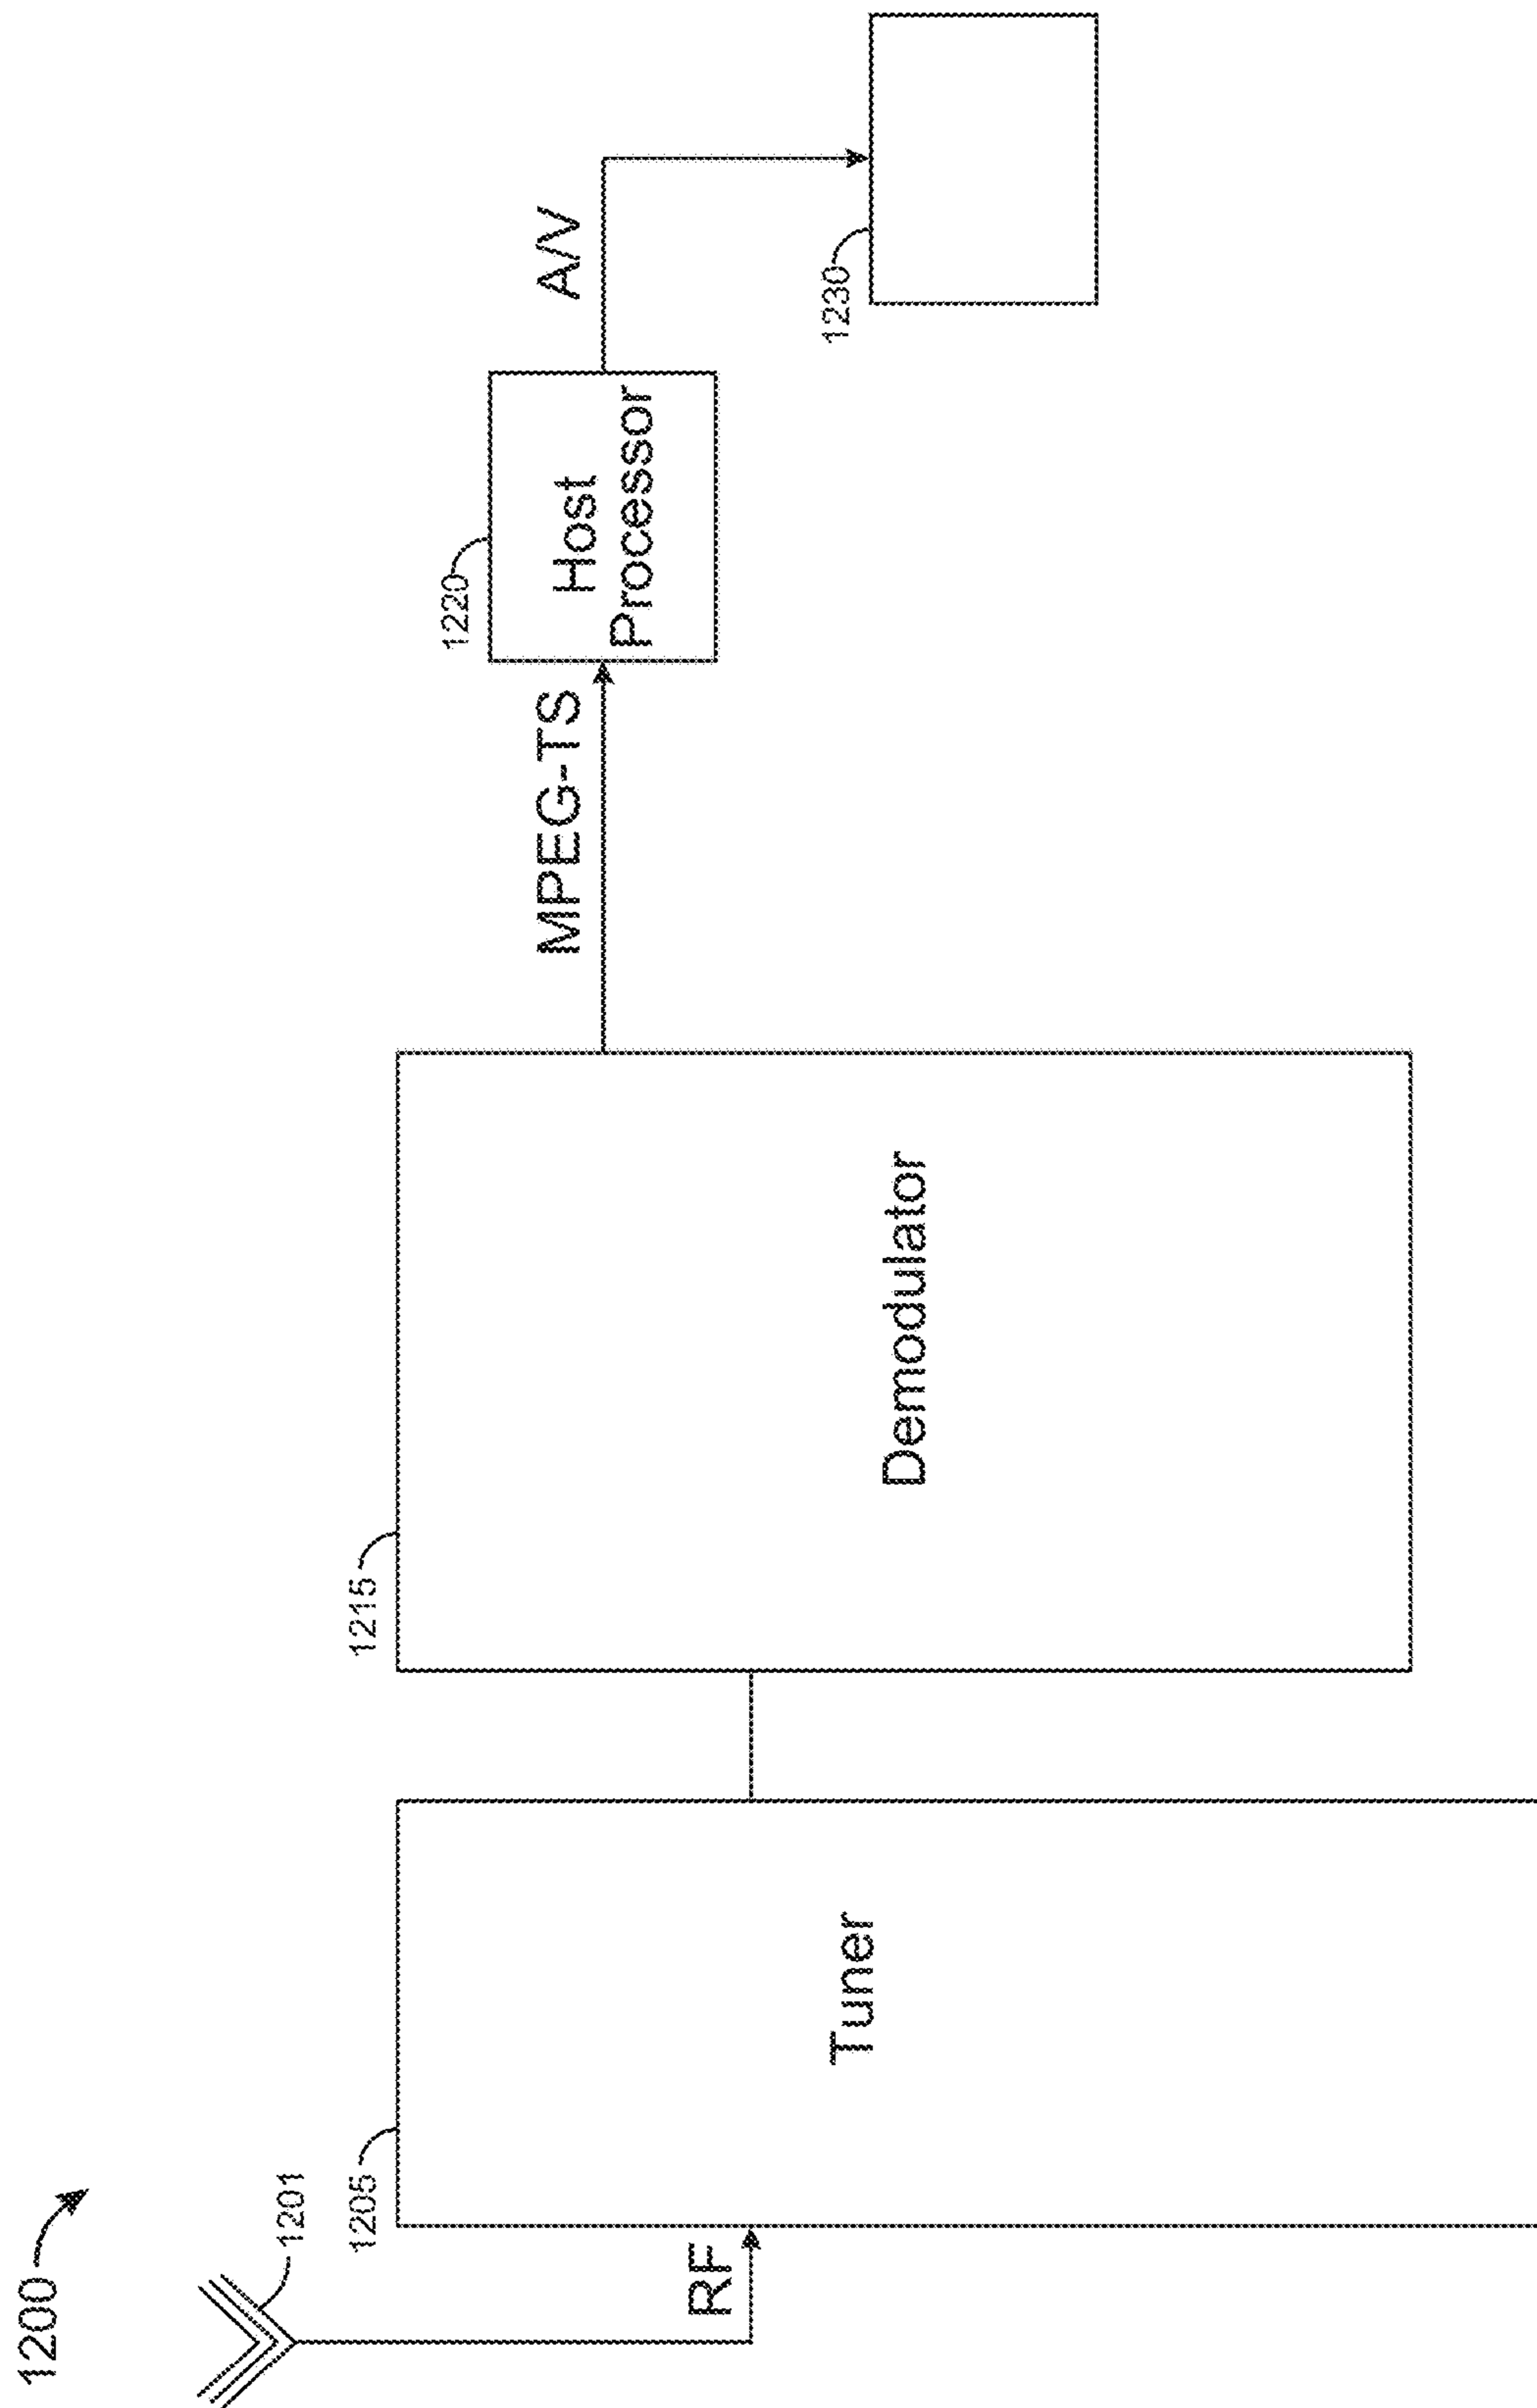 1200
1201
RF
1205
Tuner
1215
Demodulator
MPEG-TS
1220
Host
Processor
A/V
1230